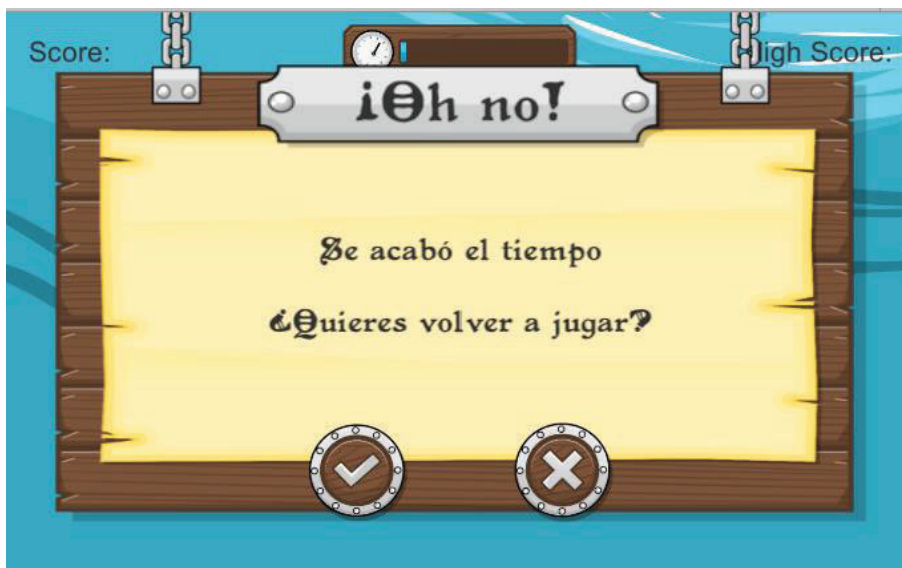 Score:
High Score:
¡Oh no!
Se acabó el tiempo
¿Quieres volver a jugar?